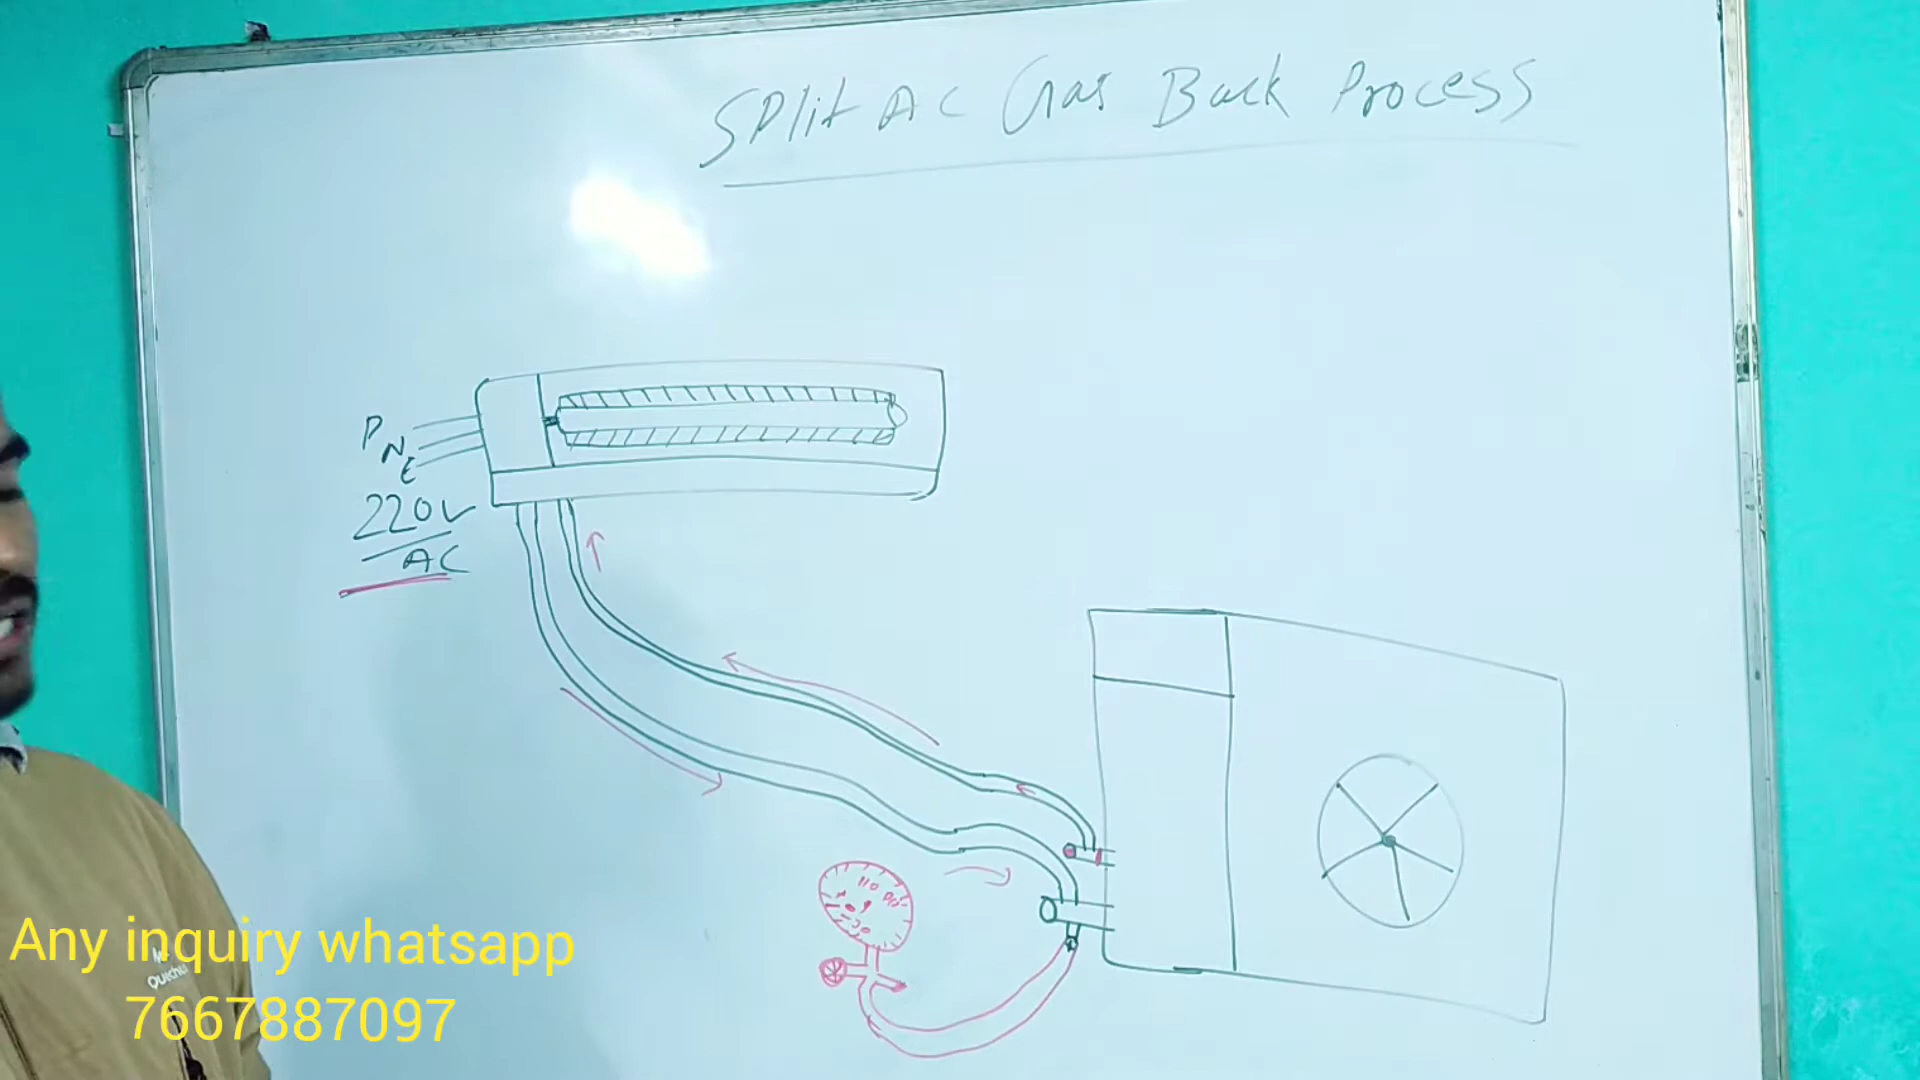 SPlit AC Gas Back Process
P
N
E
220v
AC
Any inquiry whatsapp
7667887097